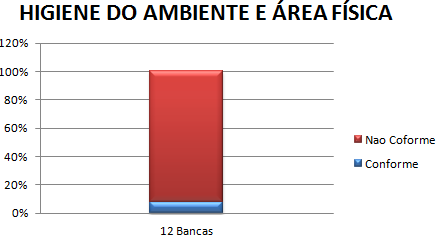 HIGIENE DO AMBIENTE E ÁREA FÍSICA
120%
100%
80%
60%
40%
20%
0%
12 Bancas
Nao Coforme
Conforme